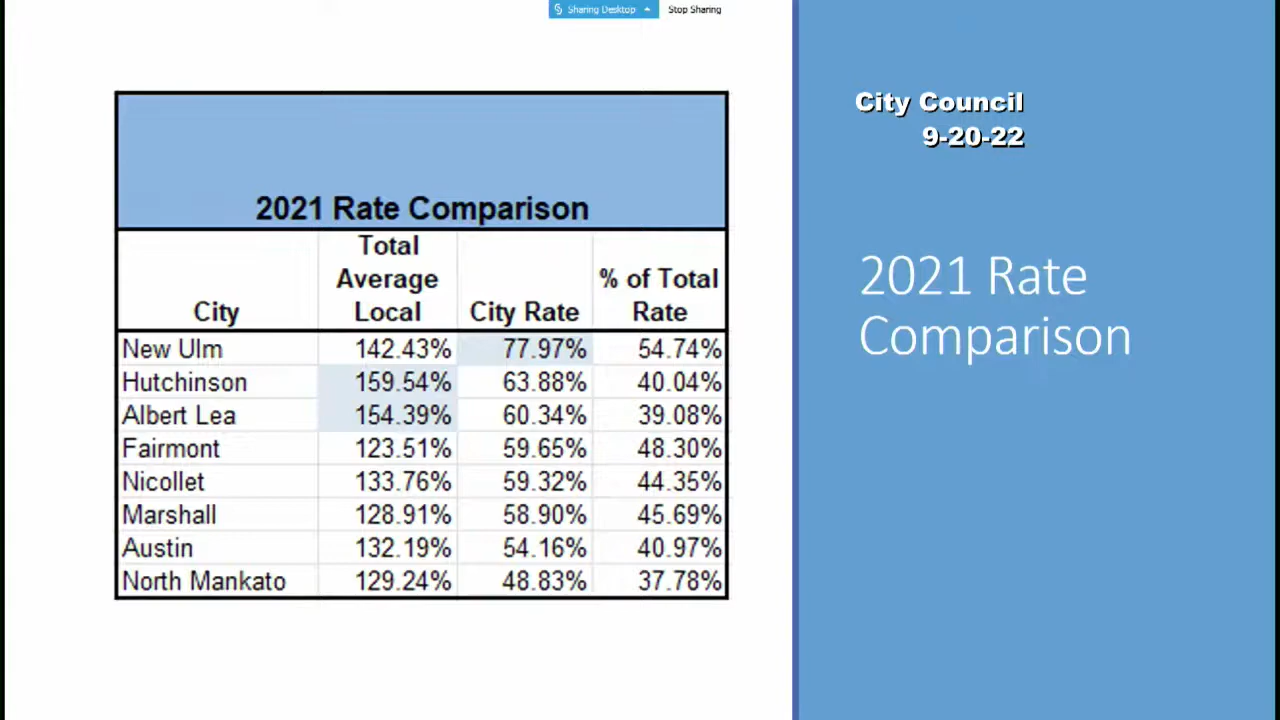 Sharing Desktop Stop Sharing
2021 Rate Comparison
City Total Average Local City Rate % of Total Rate
New Ulm 142.43% 77.97% 54.74%
Hutchinson 159.54% 63.88% 40.04%
Albert Lea 154.39% 60.34% 39.08%
Fairmont 123.51% 59.65% 48.30%
Nicollet 133.76% 59.32% 44.35%
Marshall 128.91% 58.90% 45.69%
Austin 132.19% 54.16% 40.97%
North Mankato 129.24% 48.83% 37.78%
City Council
9-20-22
2021 Rate
Comparison